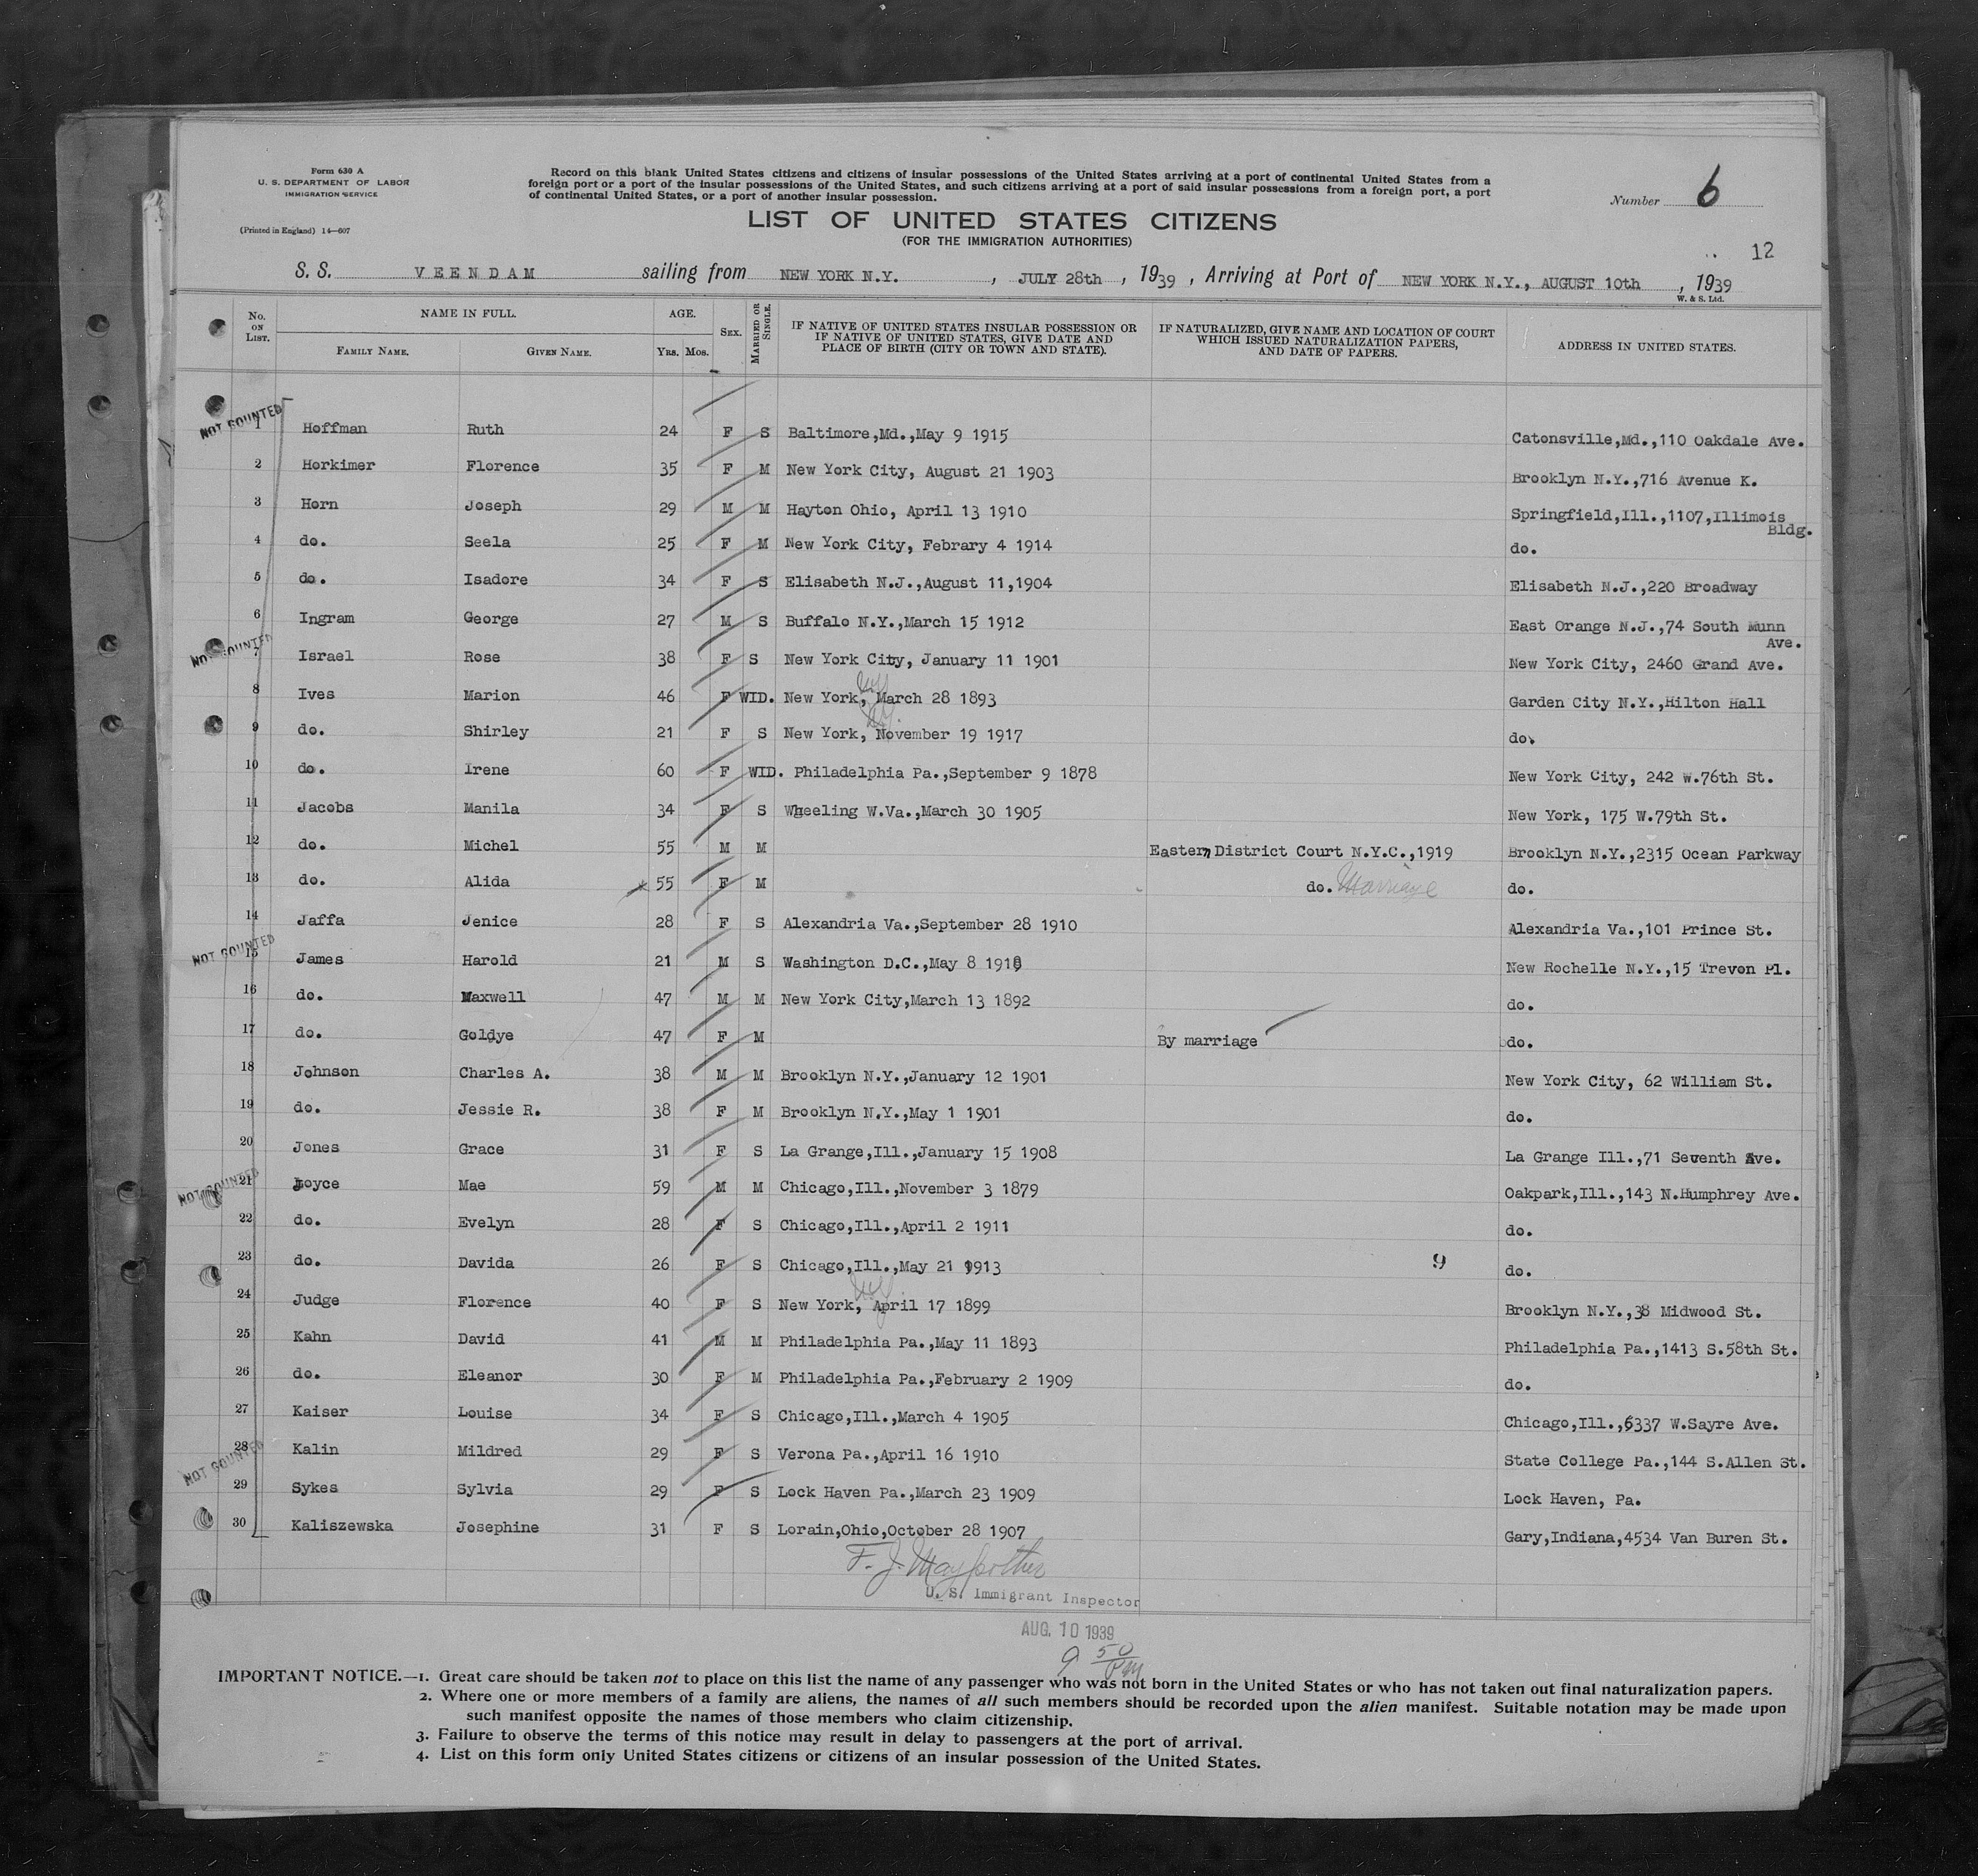 Form 630 A
U. S. DEPARTMENT OF LABOR
IMMIGRATION SERVICE
(Printed in England) 14—607
Record on this blank United States citizens and citizens of insular possessions of the United States arriving at a port of continental United States from a
foreign port or a port of the insular possessions of the United States, and such citizens arriving at a port of said insular possessions from a foreign port, a port
of continental United States, or a port of another insular possession.
Number 6
LIST OF UNITED STATES CITIZENS
(FOR THE IMMIGRATION AUTHORITIES)
12
S. S. VEENDAM sailing from NEW YORK N.Y. , JULY 28th , 1939 , Arriving at Port of NEW YORK N.Y., AUGUST 10th , 1939
W. & S. Ltd.
No. ON LIST. NAME IN FULL. FAMILY NAME. GIVEN NAME. AGE. YRS. MOS. SEX. MARRIED OR SINGLE. IF NATIVE OF UNITED STATES INSULAR POSSESSION OR IF NATIVE OF UNITED STATES, GIVE DATE AND PLACE OF BIRTH (CITY OR TOWN AND STATE). IF NATURALIZED, GIVE NAME AND LOCATION OF COURT WHICH ISSUED NATURALIZATION PAPERS, AND DATE OF PAPERS. ADDRESS IN UNITED STATES.
NOT COUNTED
1 Hoffman Ruth 24 F S Baltimore,Md.,May 9 1915 Catonsville,Md.,110 Oakdale Ave.
2 Horkimer Florence 35 F M New York City, August 21 1903 Brooklyn N.Y.,716 Avenue K.
3 Horn Joseph 29 M M Hayton Ohio, April 13 1910 Springfield,Ill.,1107,Illimois
Bldg.
4 do. Seela 25 F M New York City, Febrary 4 1914 do.
5 do. Isadore 34 F S Elisabeth N.J.,August 11,1904 Elisabeth N.J.,220 Broadway
6 Ingram George 27 M S Buffalo N.Y.,March 15 1912 East Orange N.J.,74 South Munn
Ave.
NOT COUNTED
7 Israel Rose 38 F S New York City, January 11 1901 New York City, 2460 Grand Ave.
8 Ives Marion 46 F WID. New York, March 28 1893 Garden City N.Y.,Hilton Hall
9 do. Shirley 21 F S New York, November 19 1917 do.
10 do. Irene 60 F WID. Philadelphia Pa.,September 9 1878 New York City, 242 W.76th St.
11 Jacobs Manila 34 F S Wheeling W.Va.,March 30 1905 New York, 175 W.79th St.
12 do. Michel 55 M M Eastern District Court N.Y.C.,1919 Brooklyn N.Y.,2315 Ocean Parkway
13 do. Alida 55 F M do. Marriage do.
14 Jaffa Jenice 28 F S Alexandria Va.,September 28 1910 Alexandria Va.,101 Prince St.
NOT COUNTED
15 James Harold 21 M S Washington D.C.,May 8 1918 New Rochelle N.Y.,15 Trevon Pl.
16 do. Maxwell 47 M M New York City,March 13 1892 do.
17 do. Goldye 47 F M By marriage do.
18 Johnson Charles A. 38 M M Brooklyn N.Y.,January 12 1901 New York City, 62 William St.
19 do. Jessie R. 38 F M Brooklyn N.Y.,May 1 1901 do.
20 Jones Grace 31 F S La Grange,Ill.,January 15 1908 La Grange Ill.,71 Seventh Ave.
NOT COUNTED
21 Joyce Mae 59 M M Chicago,Ill.,November 3 1879 Oakpark,Ill.,143 N.Humphrey Ave.
22 do. Evelyn 28 F S Chicago,Ill.,April 2 1911 do.
23 do. Davida 26 F S Chicago,Ill.,May 21 1913 9 do.
24 Judge Florence 40 F S New York, April 17 1899 Brooklyn N.Y.,38 Midwood St.
25 Kahn David 41 M M Philadelphia Pa.,May 11 1893 Philadelphia Pa.,1413 S.58th St.
26 do. Eleanor 30 F M Philadelphia Pa.,February 2 1909 do.
27 Kaiser Louise 34 F S Chicago,Ill.,March 4 1905 Chicago,Ill.,6337 W.Sayre Ave.
NOT COUNTED
28 Kalin Mildred 29 F S Verona Pa.,April 16 1910 State College Pa.,144 S.Allen St.
29 Sykes Sylvia 29 F S Lock Haven Pa.,March 23 1909 Lock Haven, Pa.
30 Kaliszewska Josephine 31 F S Lorain,Ohio,October 28 1907 Gary,Indiana,4534 Van Buren St.
F. J.
U. S. Immigrant Inspector
AUG. 10 1939
9 50 PM
IMPORTANT NOTICE.—1. Great care should be taken not to place on this list the name of any passenger who was not born in the United States or who has not taken out final naturalization papers.
2. Where one or more members of a family are aliens, the names of all such members should be recorded upon the alien manifest. Suitable notation may be made upon
such manifest opposite the names of those members who claim citizenship.
3. Failure to observe the terms of this notice may result in delay to passengers at the port of arrival.
4. List on this form only United States citizens or citizens of an insular possession of the United States.